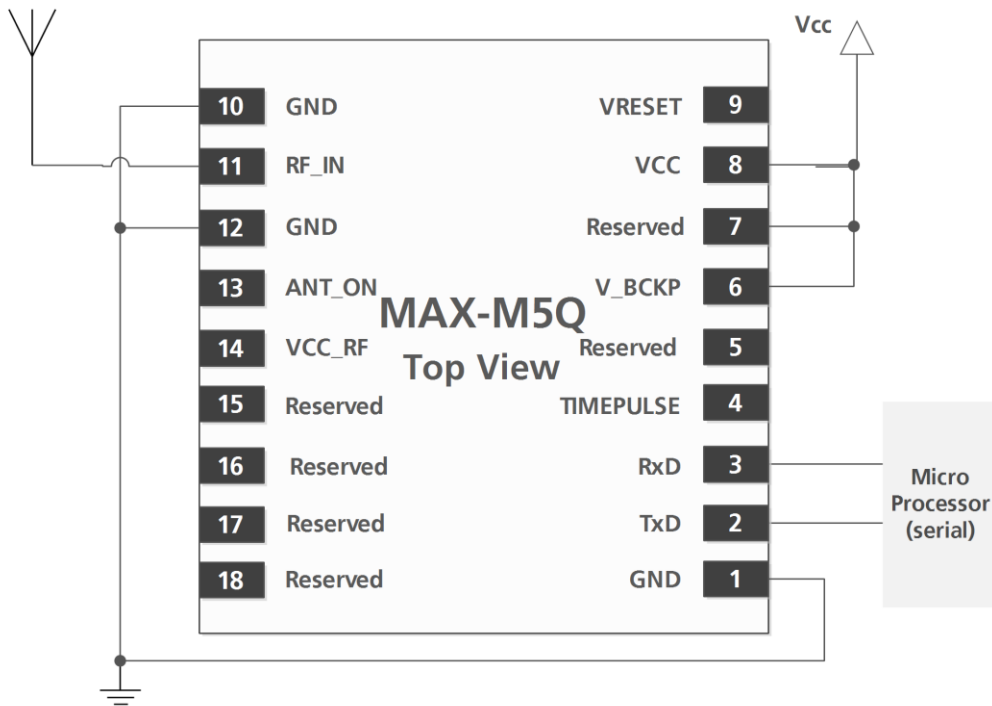 Vcc
10 GND VRESET 9
11 RF_IN VCC 8
12 GND Reserved 7
13 ANT_ON V_BCKP 6
MAX-M5Q
14 VCC_RF Reserved 5
Top View
15 Reserved TIMEPULSE 4
16 Reserved RxD 3
17 Reserved TxD 2
18 Reserved GND 1
Micro
Processor
(serial)